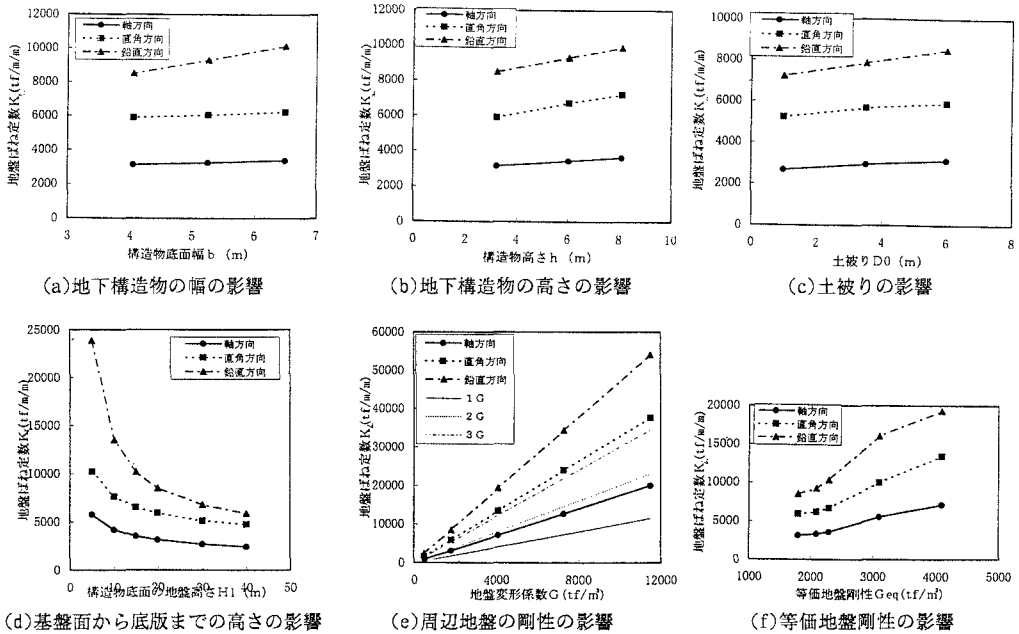 軸方向
直角方向
鉛直方向
地盤ばね定数K (tf/m/m)
12000
10000
8000
6000
4000
2000
0
3 4 5 6 7
構造物底面幅b (m)
(a)地下構造物の幅の影響
軸方向
直角方向
鉛直方向
地盤ばね定数K (tf/m/m)
12000
10000
8000
6000
4000
2000
0
0 2 4 6 8 10
構造物高さh (m)
(b)地下構造物の高さの影響
軸方向
直角方向
鉛直方向
地盤ばね定数K (tf/m/m)
10000
8000
6000
4000
2000
0
0 2 4 6 8
土被りD0 (m)
(c)土被りの影響
軸方向
直角方向
鉛直方向
地盤ばね定数K (tf/m/m)
25000
20000
15000
10000
5000
0
0 10 20 30 40 50
構造物底面の地盤高さH1 (m)
(d)基盤面から底版までの高さの影響
軸方向
直角方向
鉛直方向
1G
2G
3G
地盤ばね定数K (tf/m/m)
60000
50000
40000
30000
20000
10000
0
0 4000 8000 12000
地盤変形係数G(tf/㎡)
(e)周辺地盤の剛性の影響
軸方向
直角方向
鉛直方向
地盤ばね定数K (tf/m/m)
20000
15000
10000
5000
0
1000 2000 3000 4000 5000
等価地盤剛性Geq(tf/㎡)
(f)等価地盤剛性の影響